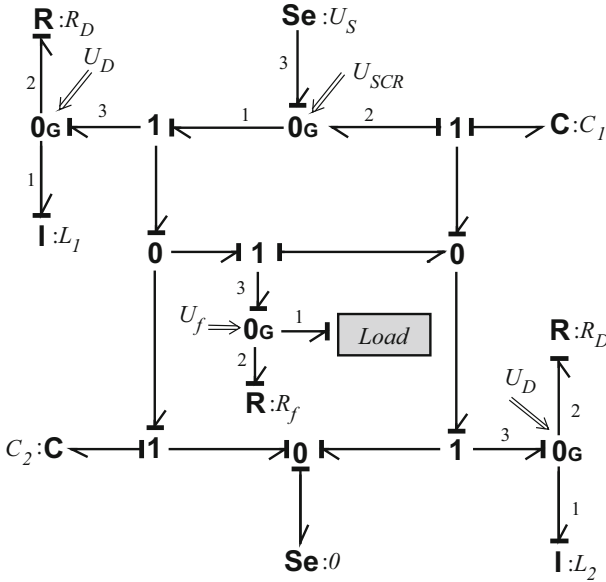 R : R_D Se : U_S
U_D
2 3 U_SCR
0G 3 1 1 0G 2 1 C : C_1
1
I : L_1
0 1 0
3
U_f 0G 1 Load
2
R : R_f
R : R_D
U_D
2
C_2 : C 1 0 1 3 0G
1
Se : 0 I : L_2